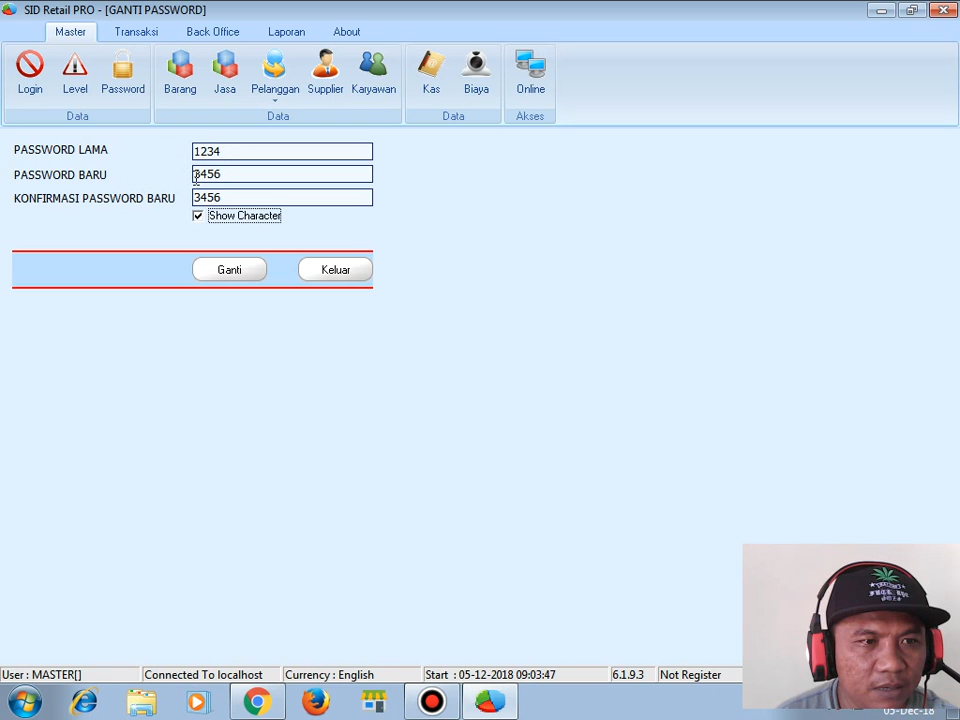 SID Retail PRO - [GANTI PASSWORD]
Master Transaksi Back Office Laporan About
Login Level Password Barang Jasa Pelanggan Supplier Karyawan Kas Biaya Online
Data Data Data Akses
PASSWORD LAMA 1234
PASSWORD BARU 3456
KONFIRMASI PASSWORD BARU 3456
Show Character
Ganti Keluar
User : MASTER[] Connected To localhost Currency : English Start : 05-12-2018 09:03:47 6.1.9.3 Not Register
05-Dec-18